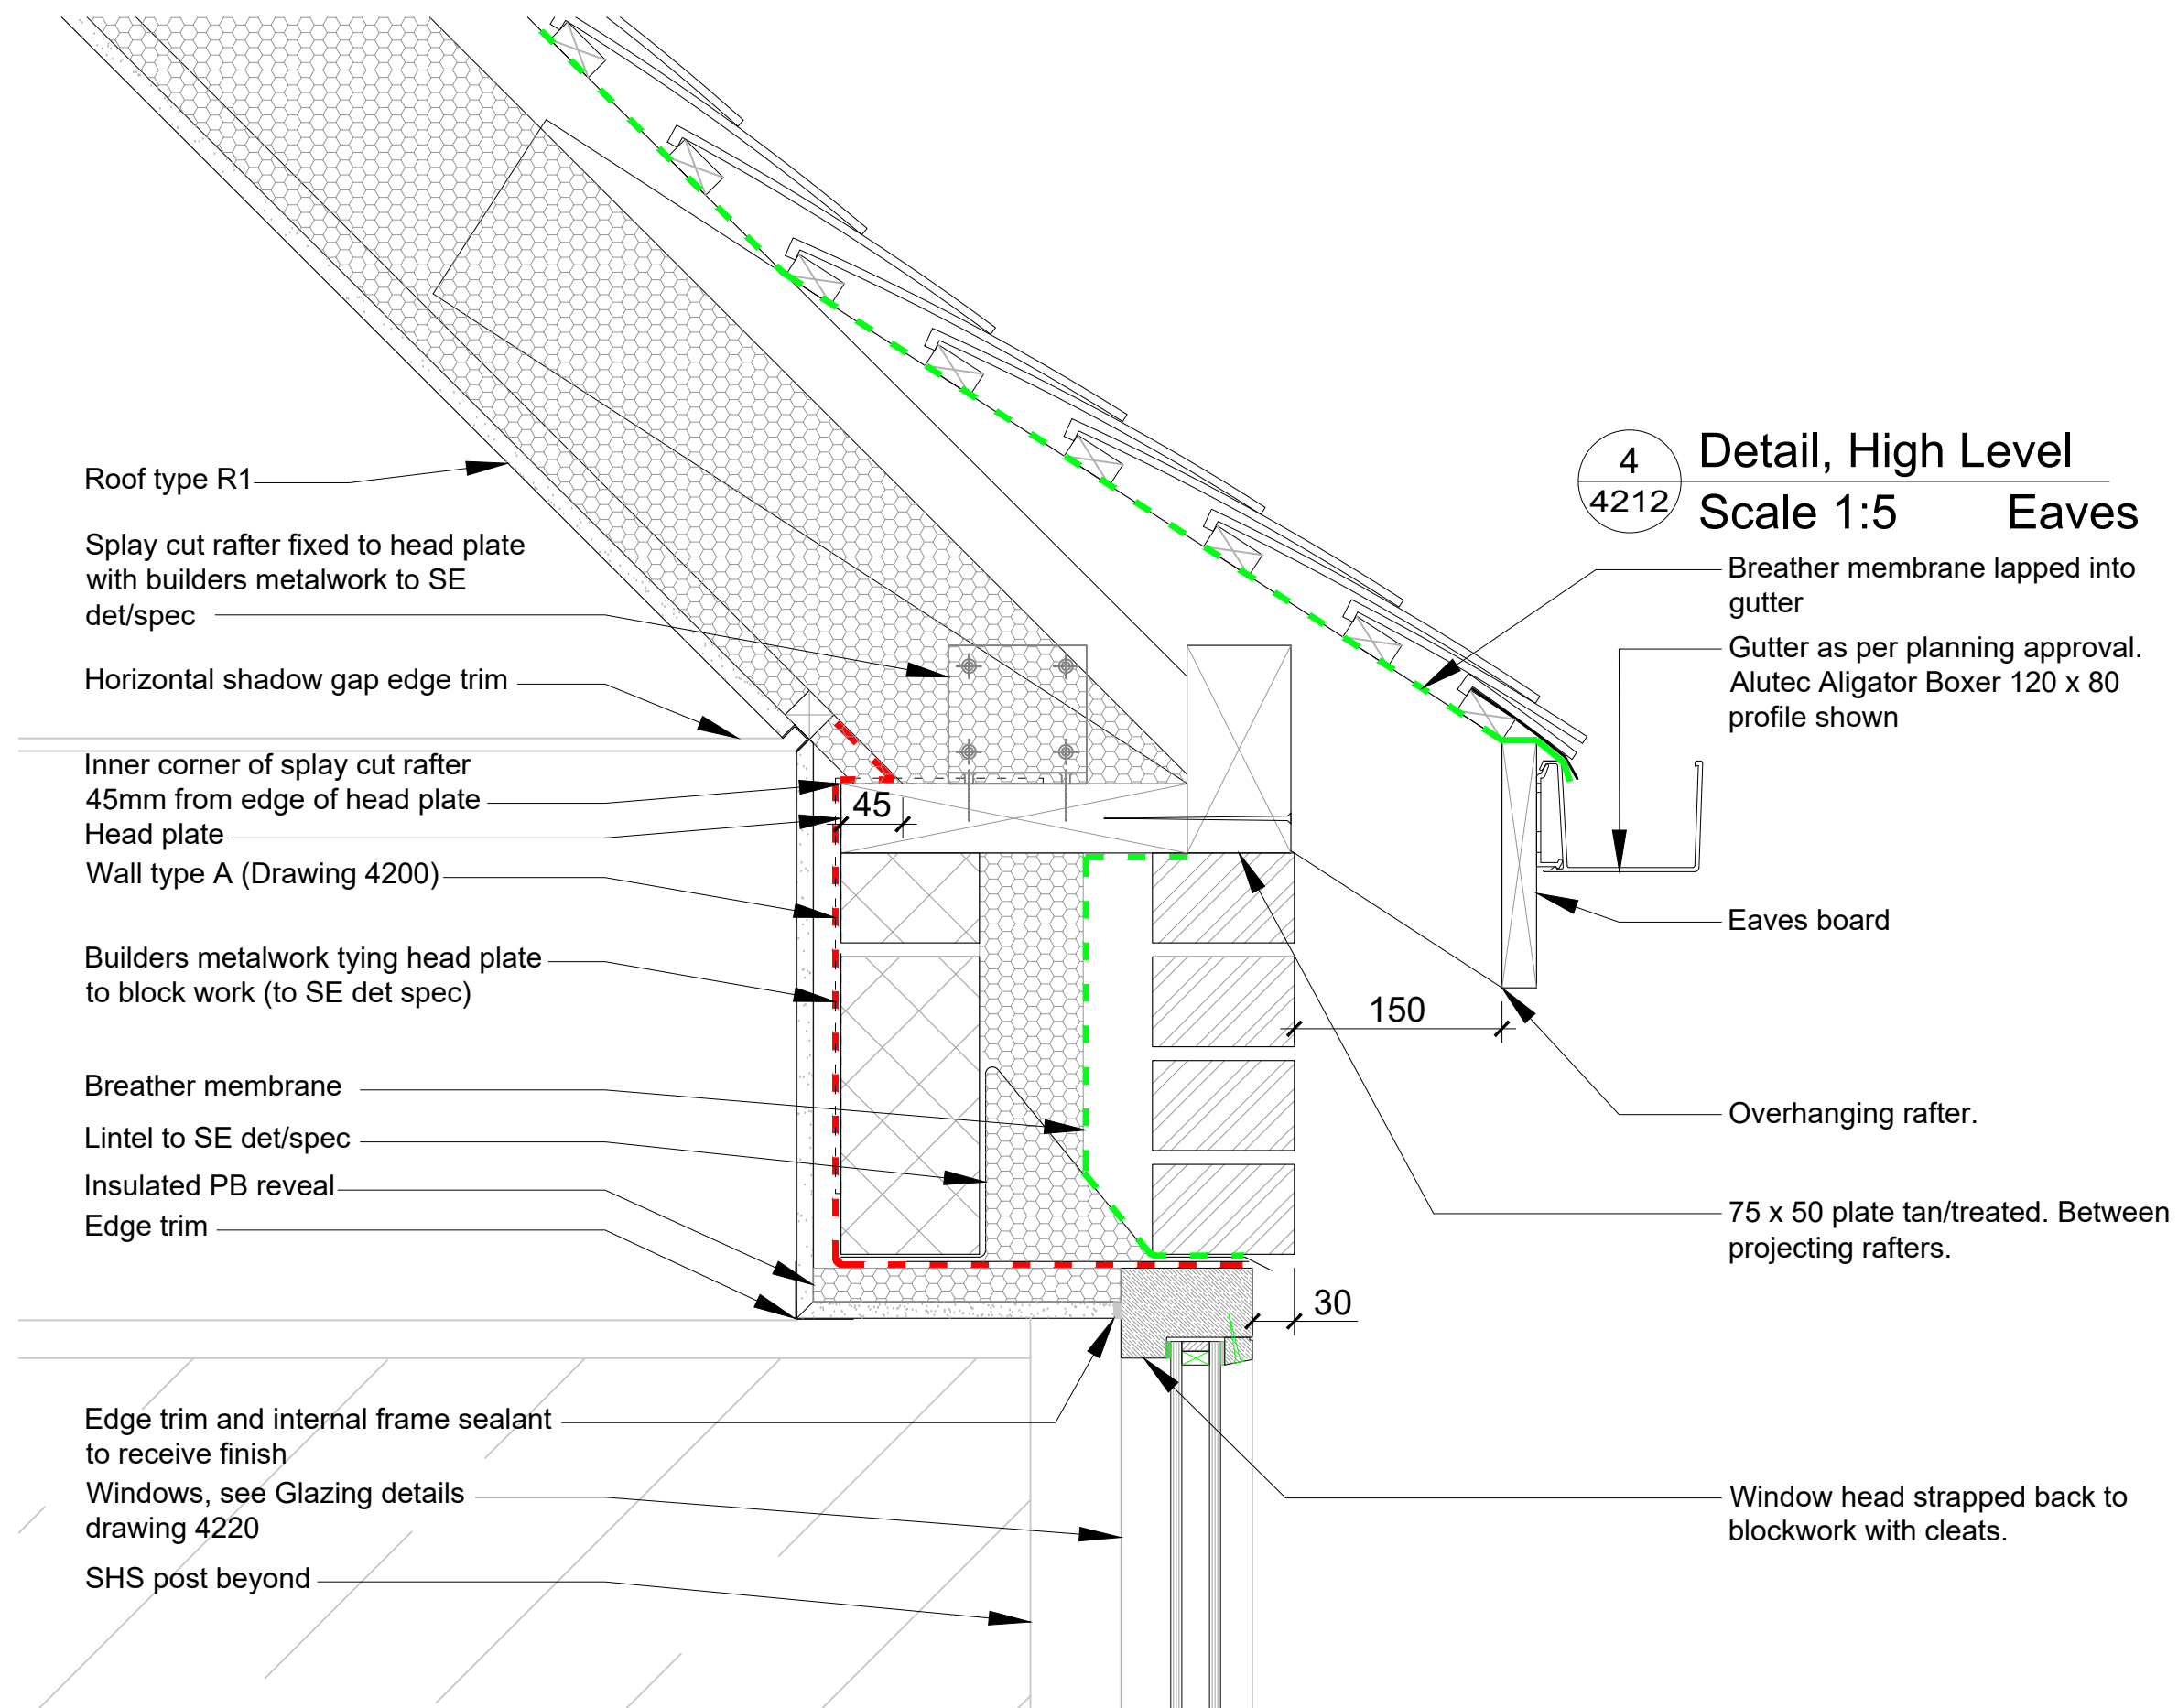 Roof type R1
Splay cut rafter fixed to head plate
with builders metalwork to SE
det/spec
Horizontal shadow gap edge trim
Inner corner of splay cut rafter
45mm from edge of head plate
Head plate
Wall type A (Drawing 4200)
Builders metalwork tying head plate
to block work (to SE det spec)
Breather membrane
Lintel to SE det/spec
Insulated PB reveal
Edge trim
Edge trim and internal frame sealant
to receive finish
Windows, see Glazing details
drawing 4220
SHS post beyond
45
150
30
4
4212
Detail, High Level
Scale 1:5 Eaves
Breather membrane lapped into
gutter
Gutter as per planning approval.
Alutec Aligator Boxer 120 x 80
profile shown
Eaves board
Overhanging rafter.
75 x 50 plate tan/treated. Between
projecting rafters.
Window head strapped back to
blockwork with cleats.